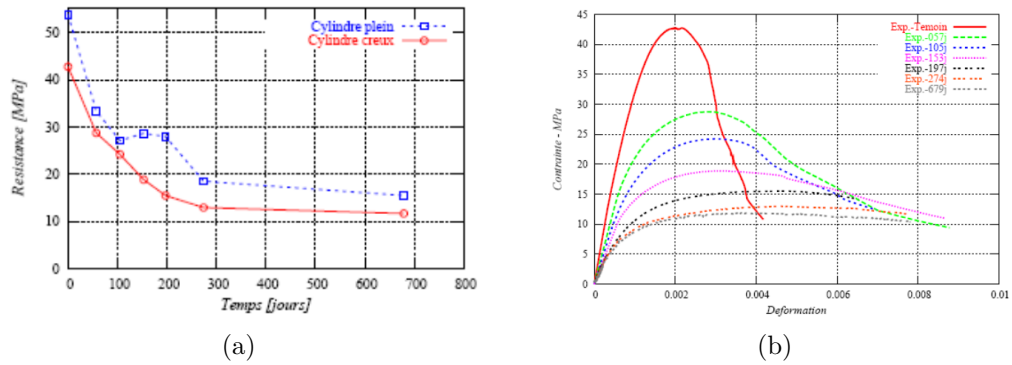 Cylindre plein
Cylindre creux
Resistance [MPa]
55
50
40
30
20
10
0
0 100 200 300 400 500 600 700 800
Temps [jours]
(a)
Exp.-Temoin
Exp.-057j
Exp.-105j
Exp.-153j
Exp.-197j
Exp.-274j
Exp.-679j
Contrainte - MPa
45
40
35
30
25
20
15
10
5
0
0 0.002 0.004 0.006 0.008 0.01
Deformation
(b)